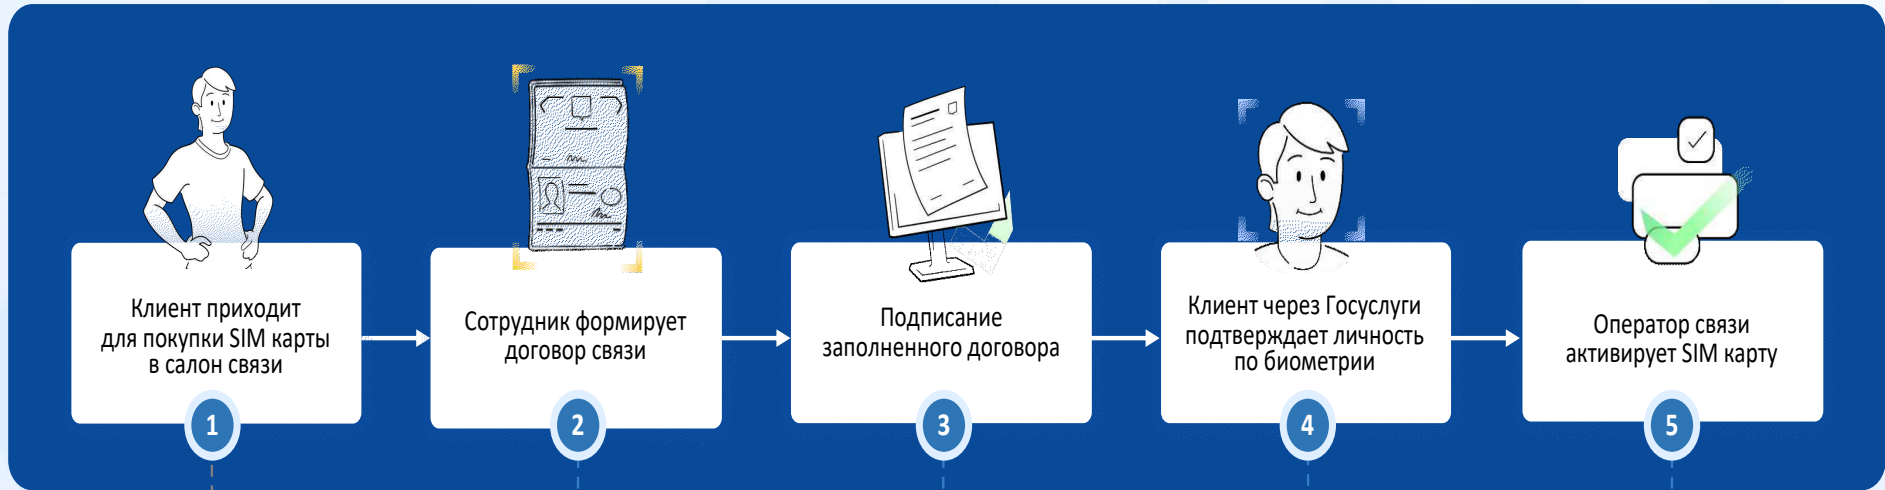 Клиент приходит
для покупки SIM карты
в салон связи
1
Сотрудник формирует
договор связи
2
Подписание
заполненного договора
3
Клиент через Госуслуги
подтверждает личность
по биометрии
4
Оператор связи
активирует SIM карту
5